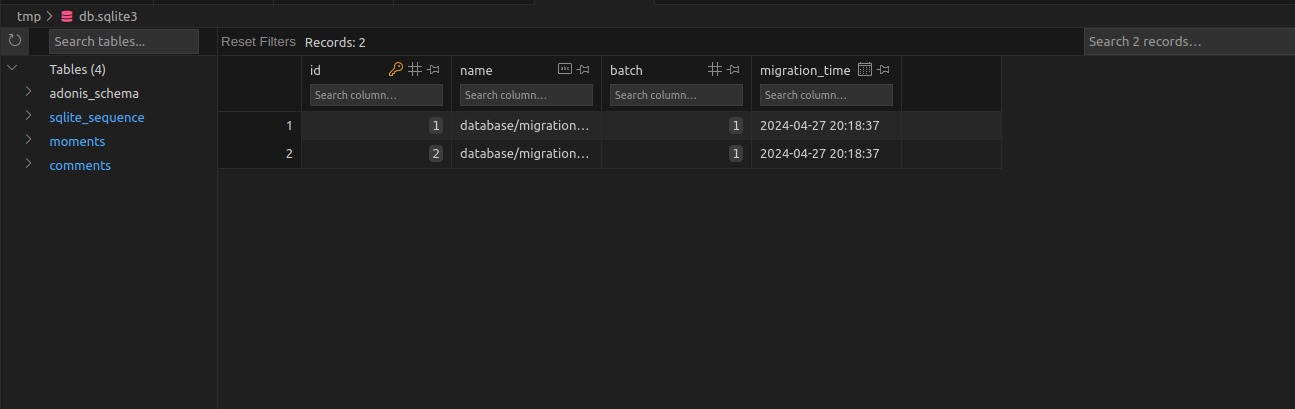 tmp > db.sqlite3
Search tables... Reset Filters Records: 2 Search 2 records...
Tables (4)
adonis_schema
sqlite_sequence
moments
comments
id name abc batch migration_time
Search column... Search column... Search column... Search column...
1 1 database/migration... 1 2024-04-27 20:18:37
2 2 database/migration... 1 2024-04-27 20:18:37